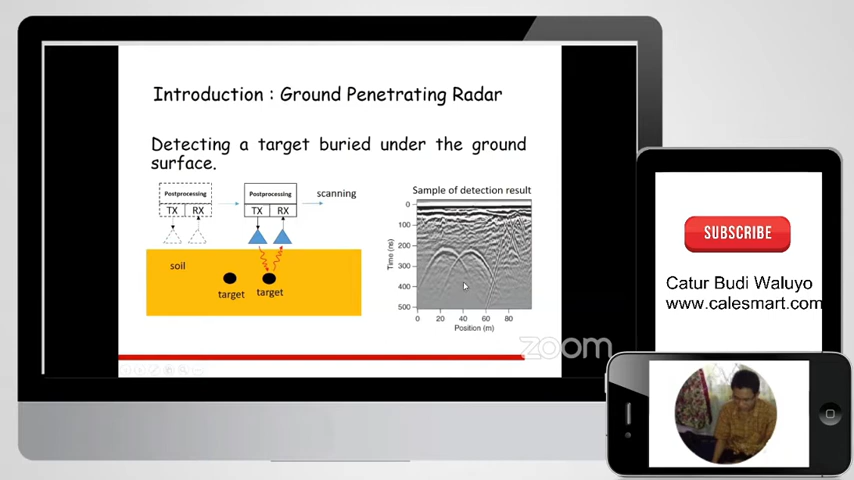 Introduction : Ground Penetrating Radar
Detecting a target buried under the ground
surface.
Postprocessing
TX RX
Postprocessing
TX RX
scanning
soil
target
target
Sample of detection result
Time (ns)
0
100
200
300
400
500
0 20 40 60 80
Position (m)
zoom
SUBSCRIBE
Catur Budi Waluyo
www.calesmart.com